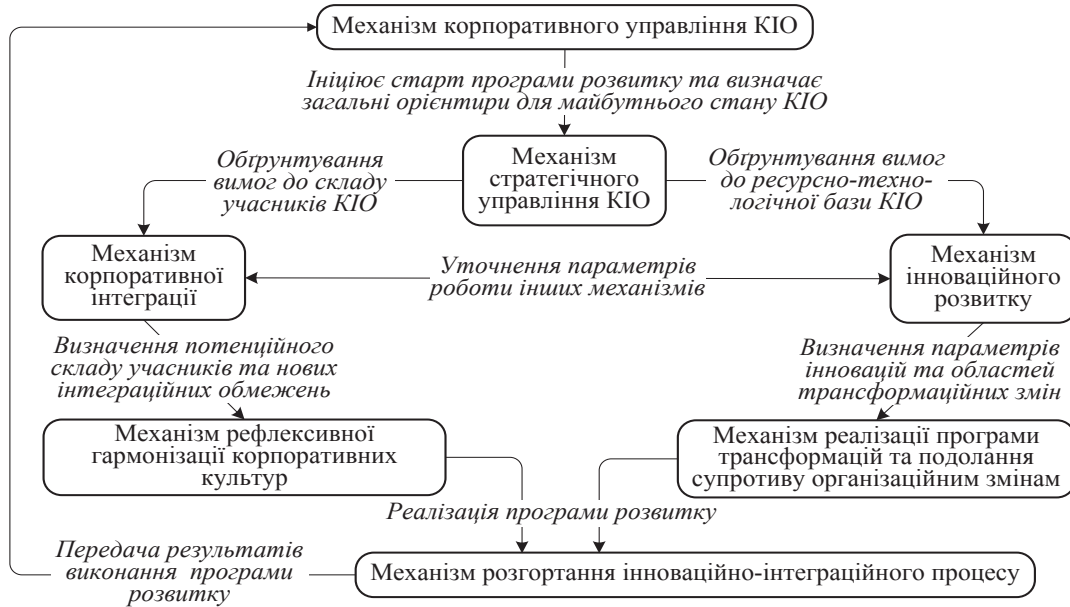 Механізм корпоративного управління КІО
Ініціює старт програми розвитку та визначає
загальні орієнтири для майбутнього стану КІО
Обґрунтування
вимог до складу
учасників КІО
Механізм
стратегічного
управління КІО
Обґрунтування вимог
до ресурсно-техно-
логічної бази КІО
Механізм
корпоративної
інтеграції
Уточнення параметрів
роботи інших механізмів
Механізм
інноваційного
розвитку
Визначення потенційного
складу учасників та нових
інтеграційних обмежень
Визначення параметрів
інновацій та областей
трансформаційних змін
Механізм рефлексивної
гармонізації корпоративних
культур
Механізм реалізації програми
трансформацій та подолання
супротиву організаційним змінам
Реалізація програми розвитку
Передача результатів
виконання програми
розвитку
Механізм розгортання інноваційно-інтеграційного процесу